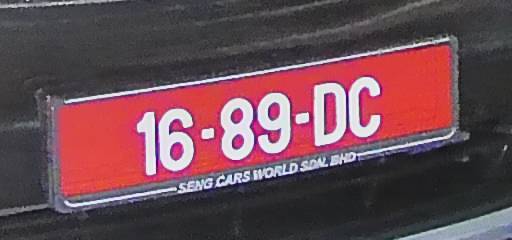 16-89-DC
SENG CARS WORLD SDN. BHD